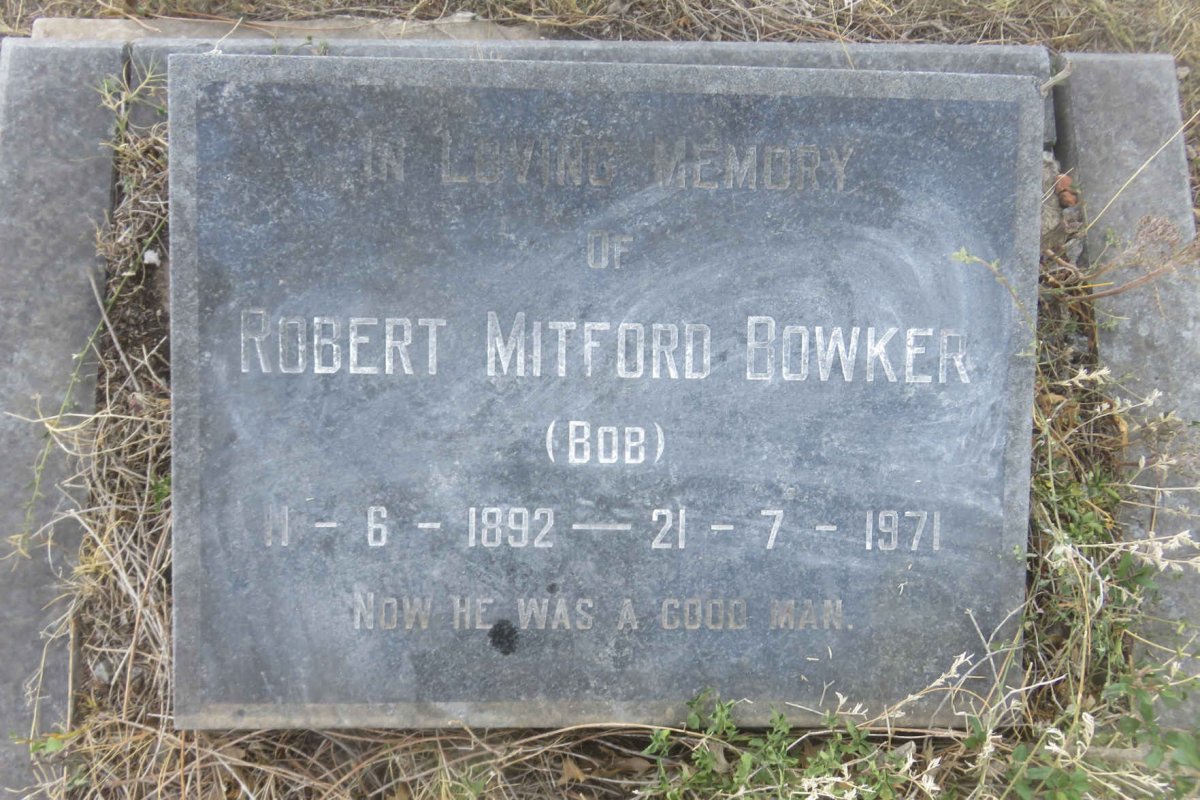 IN LOVING MEMORY
OF
ROBERT MITFORD BOWKER
(BOB)
11 - 6 - 1892 — 21 - 7 - 1971
NOW HE WAS A GOOD MAN.